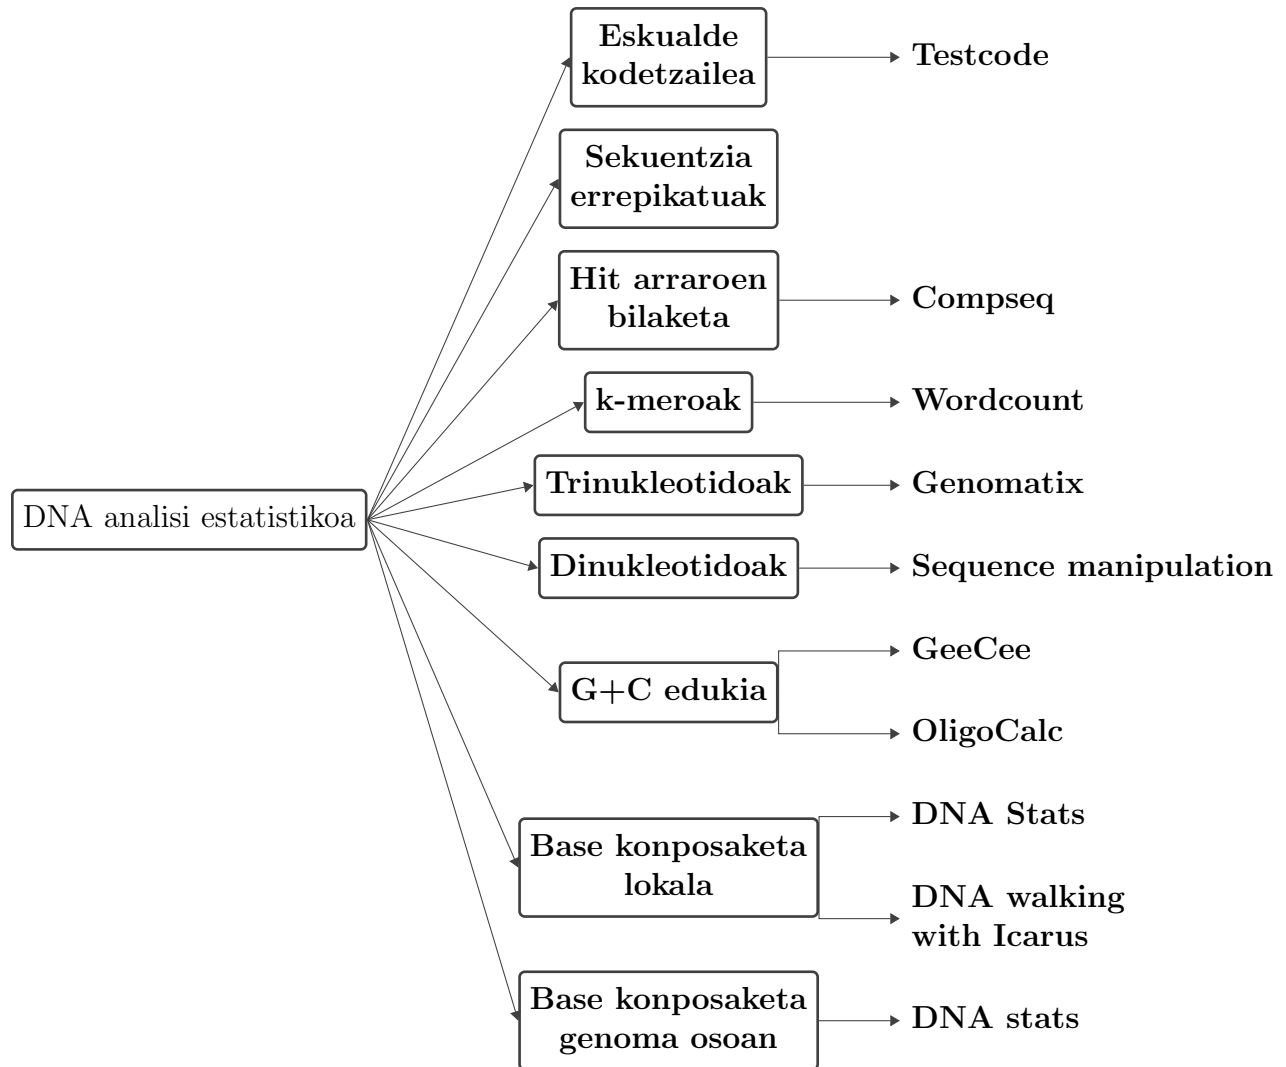 Eskualde
kodetzailea
Testcode
Sekuentzia
errepikatuak
Hit arraroen
bilaketa
Compseq
k-meroak
Wordcount
Trinukleotidoak
Genomatix
DNA analisi estatistikoa
Dinukleotidoak
Sequence manipulation
G+C edukia
GeeCee
OligoCalc
Base konposaketa
lokala
DNA Stats
DNA walking
with Icarus
Base konposaketa
genoma osoan
DNA stats